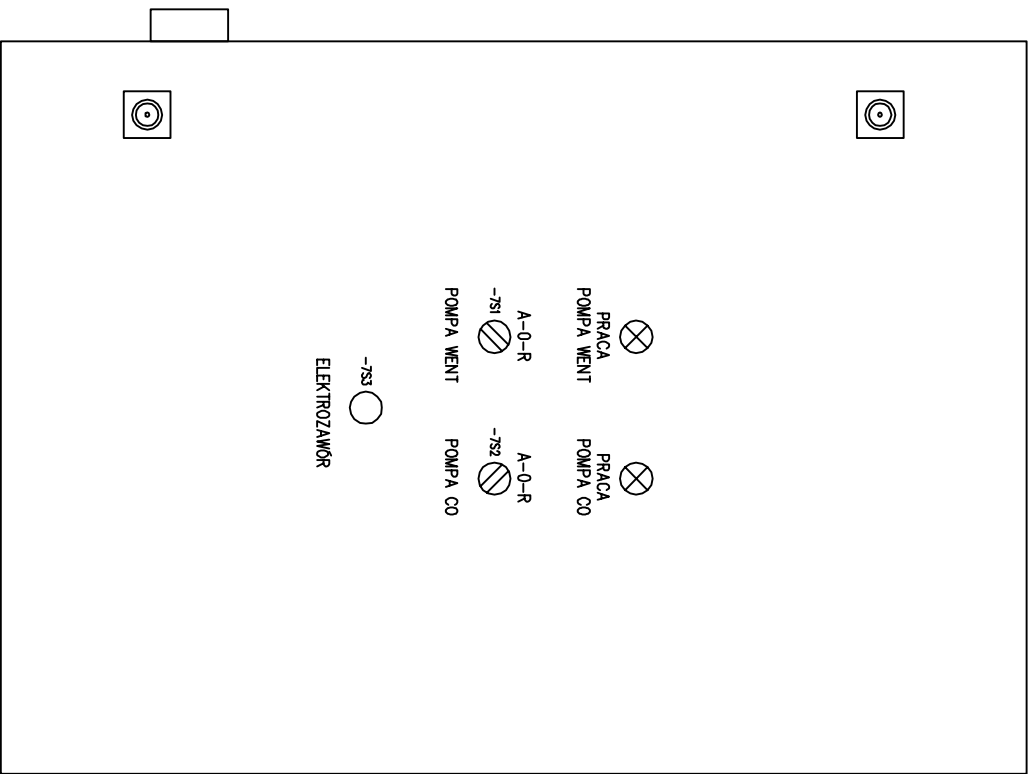 PRACA
POMPA WENT
PRACA
POMPA CO
A-0-R
-7S1
POMPA WENT
A-0-R
-7S2
POMPA CO
-7S3
ELEKTROZAWÓR